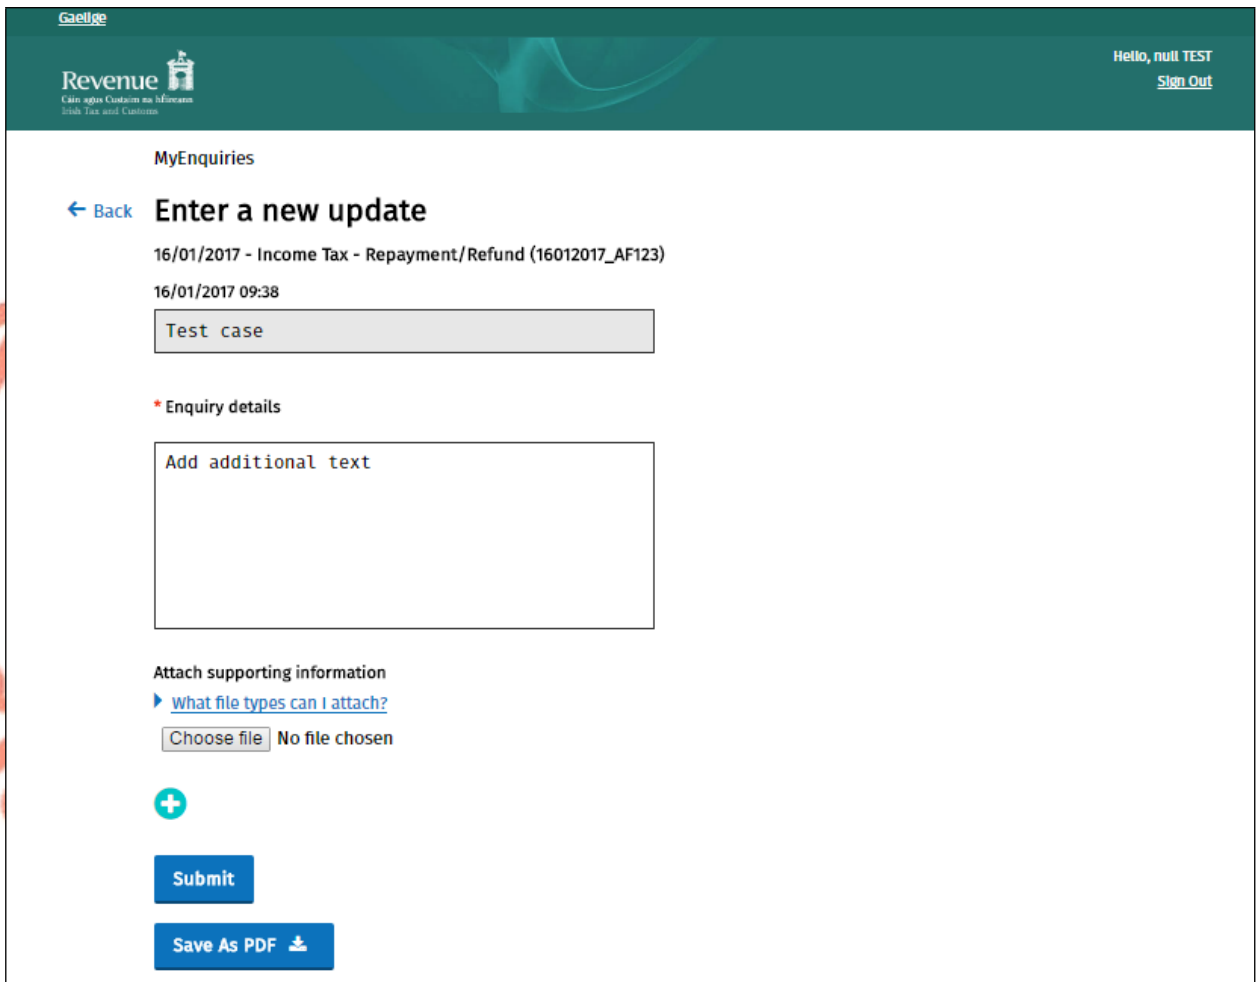 Gaeilge
Hello, null TEST
Sign Out
Revenue
Cáin agus Custaim na hÉireann
Irish Tax and Customs
MyEnquiries
Back
Enter a new update
16/01/2017 - Income Tax - Repayment/Refund (16012017_AF123)
16/01/2017 09:38
Test case
* Enquiry details
Add additional text
Attach supporting information
What file types can I attach?
Choose file No file chosen
Submit
Save As PDF